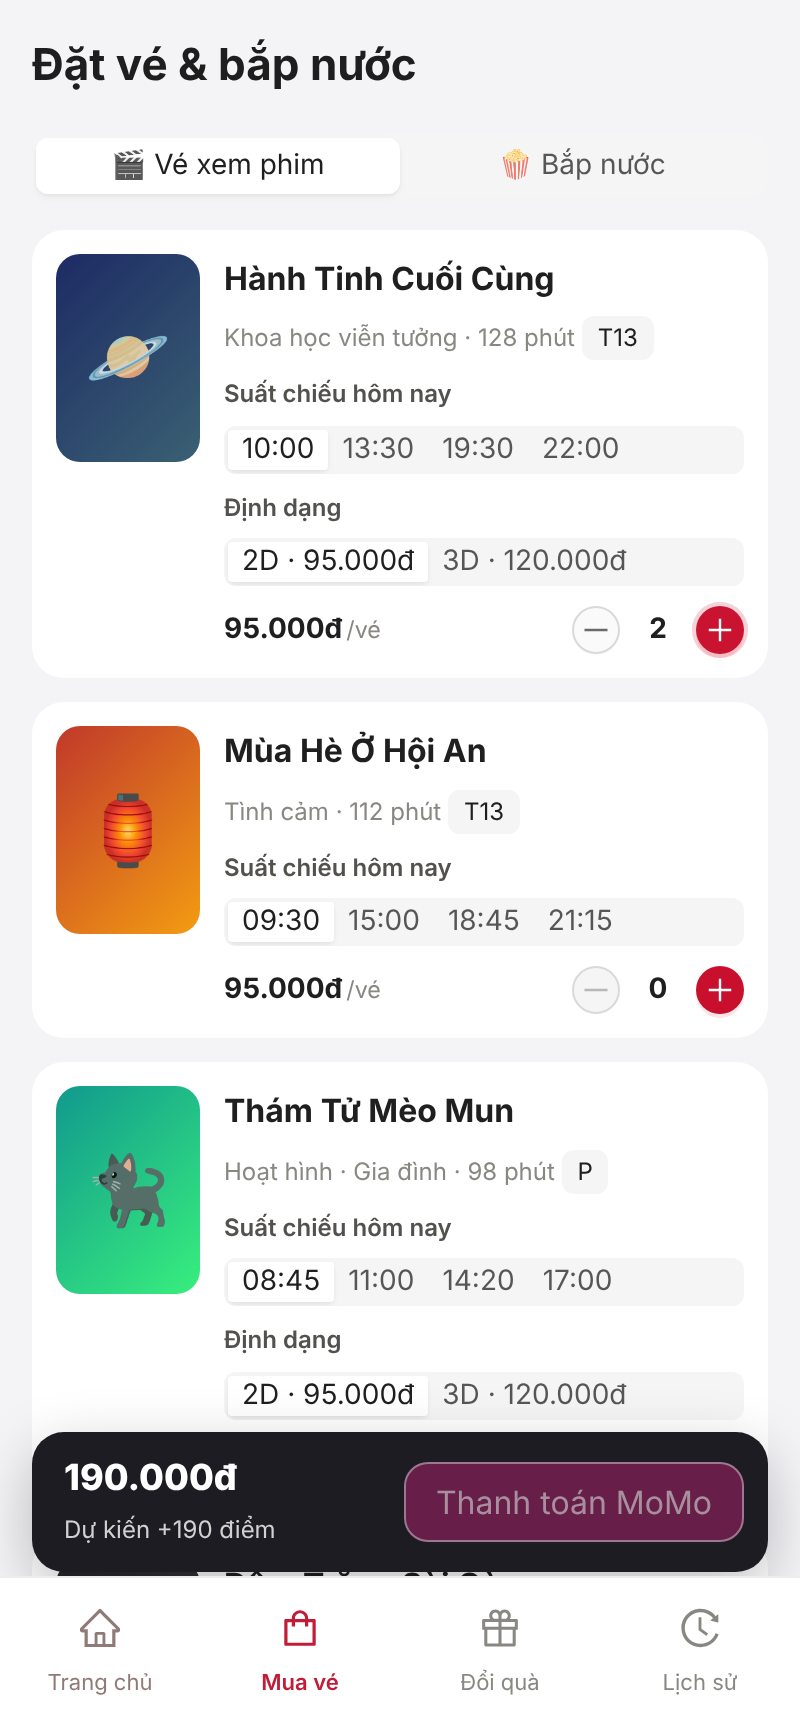 Đặt vé & bắp nước
Vé xem phim
Bắp nước
Hành Tinh Cuối Cùng
Khoa học viễn tưởng · 128 phút T13
Suất chiếu hôm nay
10:00 13:30 19:30 22:00
Định dạng
2D · 95.000đ 3D · 120.000đ
95.000đ/vé 2
Mùa Hè Ở Hội An
Tình cảm · 112 phút T13
Suất chiếu hôm nay
09:30 15:00 18:45 21:15
95.000đ/vé 0
Thám Tử Mèo Mun
Hoạt hình · Gia đình · 98 phút P
Suất chiếu hôm nay
08:45 11:00 14:20 17:00
Định dạng
2D · 95.000đ 3D · 120.000đ
190.000đ
Dự kiến +190 điểm
Thanh toán MoMo
Trang chủ
Mua vé
Đổi quà
Lịch sử